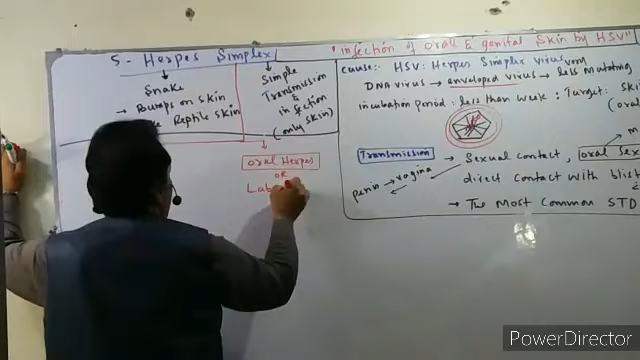 5 - Herpes Simplex
Snake
→ Bumps on skin
Reptile skin
Simple
Transmission
&
infection
(only skin)
oral Herpes
or
Lab
"infection of oral & genital Skin by HSV"
cause: HSV: Herpes Simplex virus
DNA virus → enveloped virus → less mutating
incubation period: less than weak: Target: Ski
(ora
Transmission → Sexual contact, oral Sex
penis → vagina
direct contact with blist
→ The most Common STD
PowerDirector